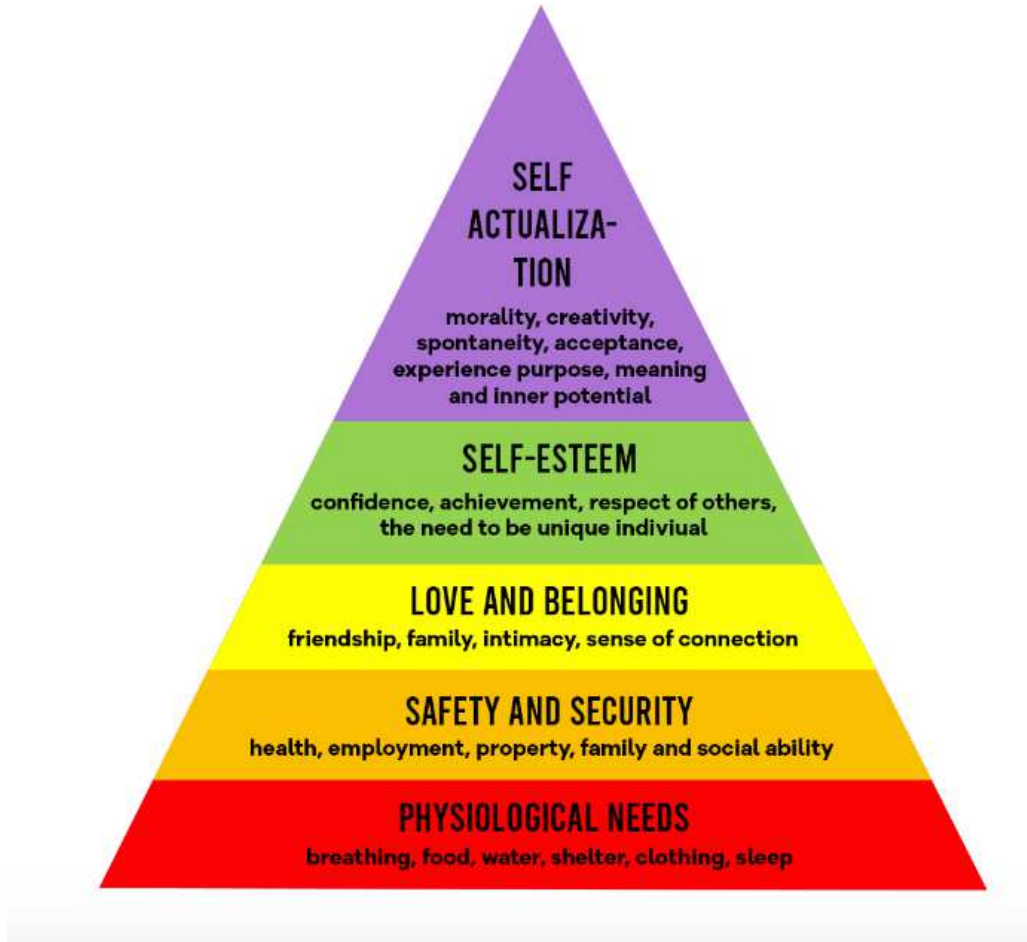 SELF
ACTUALIZA-
TION
morality, creativity,
spontaneity, acceptance,
experience purpose, meaning
and inner potential
SELF-ESTEEM
confidence, achievement, respect of others,
the need to be unique indiviual
LOVE AND BELONGING
friendship, family, intimacy, sense of connection
SAFETY AND SECURITY
health, employment, property, family and social ability
PHYSIOLOGICAL NEEDS
breathing, food, water, shelter, clothing, sleep